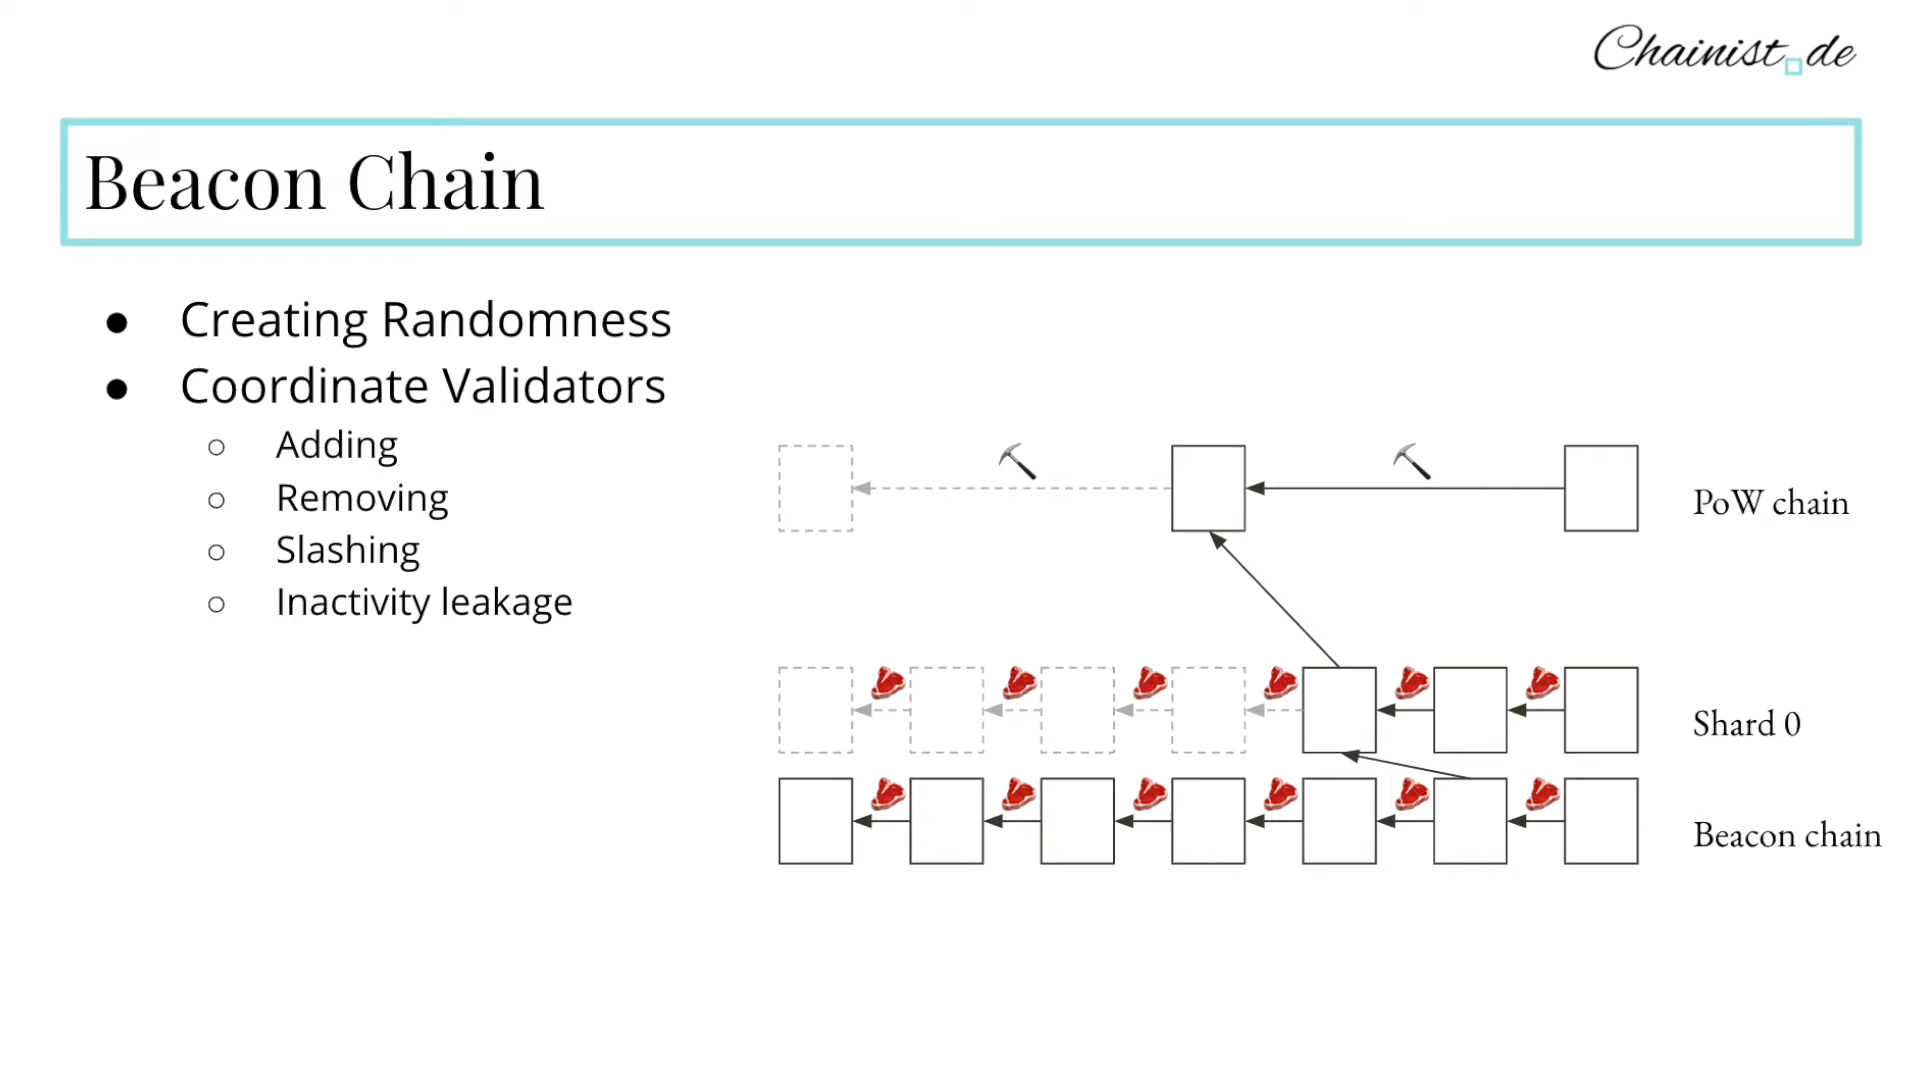 Chainist.de
Beacon Chain
● Creating Randomness
● Coordinate Validators
○ Adding
○ Removing
○ Slashing
○ Inactivity leakage
PoW chain
Shard 0
Beacon chain